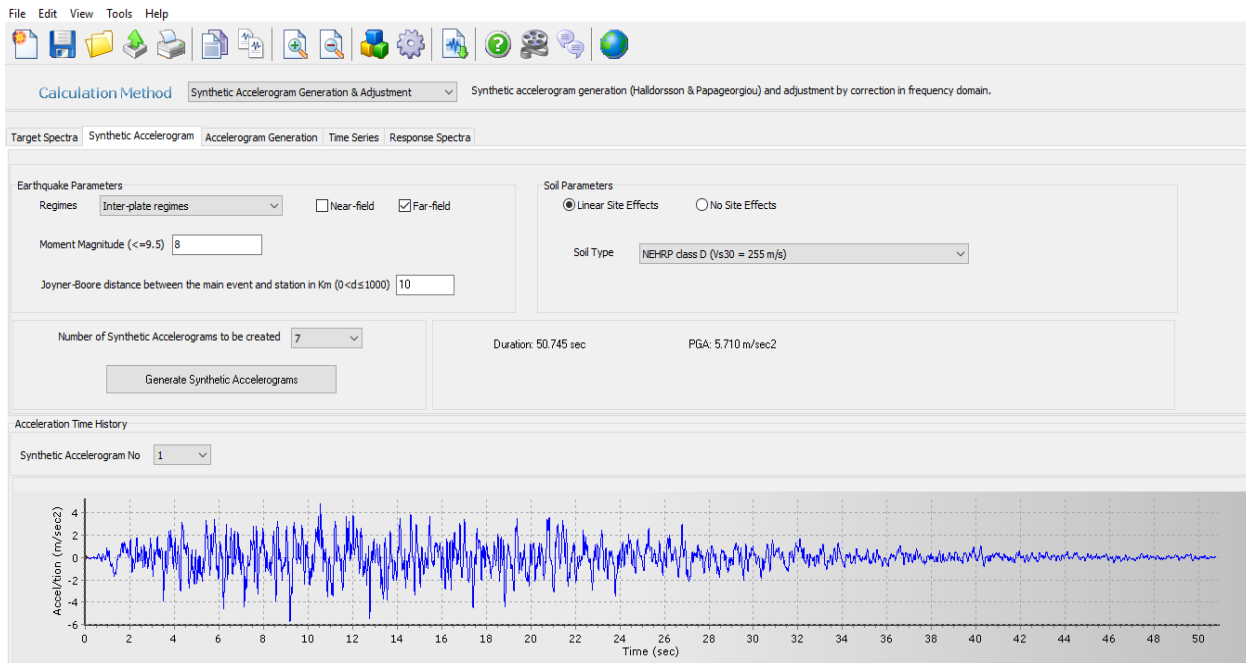 File Edit View Tools Help
Calculation Method Synthetic Accelerogram Generation & Adjustment Synthetic accelerogram generation (Halldorsson & Papageorgiou) and adjustment by correction in frequency domain.
Target Spectra Synthetic Accelerogram Accelerogram Generation Time Series Response Spectra
Earthquake Parameters
Regimes Inter-plate regimes Near-field Far-field
Moment Magnitude (<=9.5) 8
Joyner-Boore distance between the main event and station in Km (0<d≤1000) 10
Soil Parameters
Linear Site Effects No Site Effects
Soil Type NEHRP class D (Vs30 = 255 m/s)
Number of Synthetic Accelerograms to be created 7
Generate Synthetic Accelerograms
Duration: 50.745 sec PGA: 5.710 m/sec2
Acceleration Time History
Synthetic Accelerogram No 1
Accel/tion (m/sec2)
4
2
0
-2
-4
-6
0 2 4 6 8 10 12 14 16 18 20 22 24 26 28 30 32 34 36 38 40 42 44 46 48 50
Time (sec)